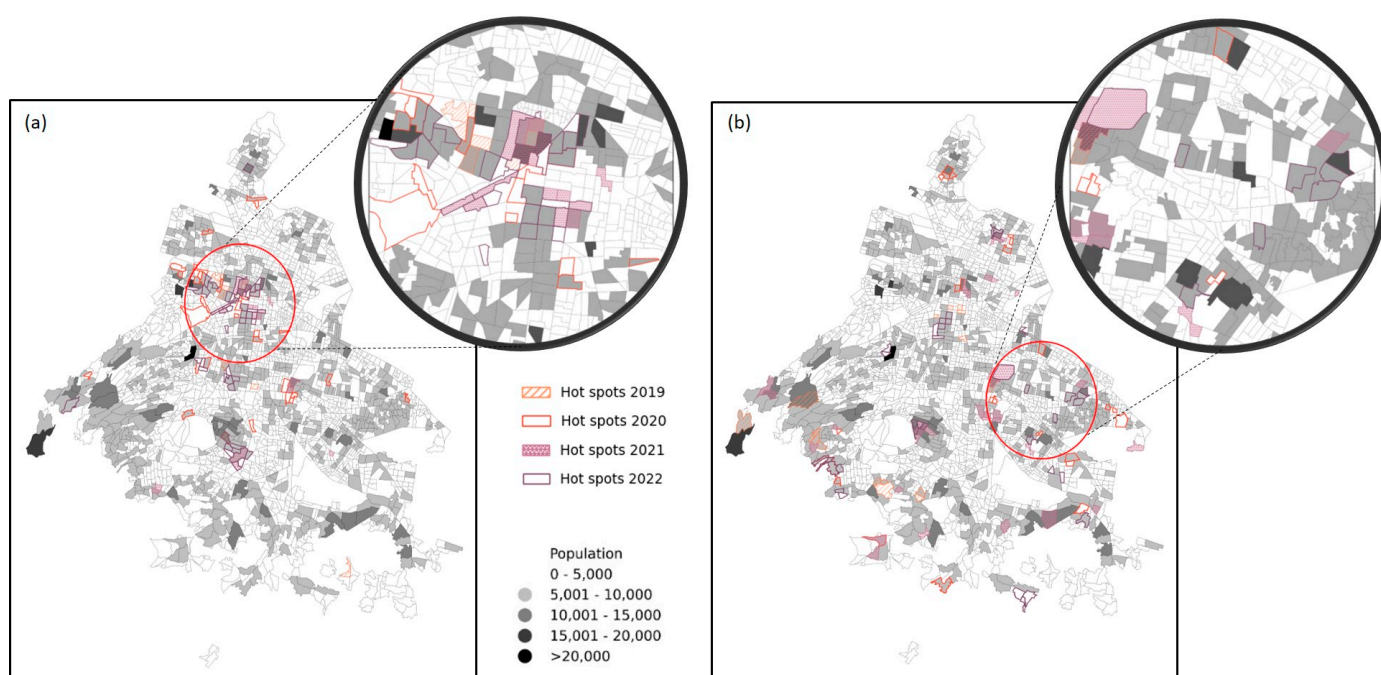 (a)
(b)
Hot spots 2019
Hot spots 2020
Hot spots 2021
Hot spots 2022
Population
0 - 5,000
5,001 - 10,000
10,001 - 15,000
15,001 - 20,000
>20,000